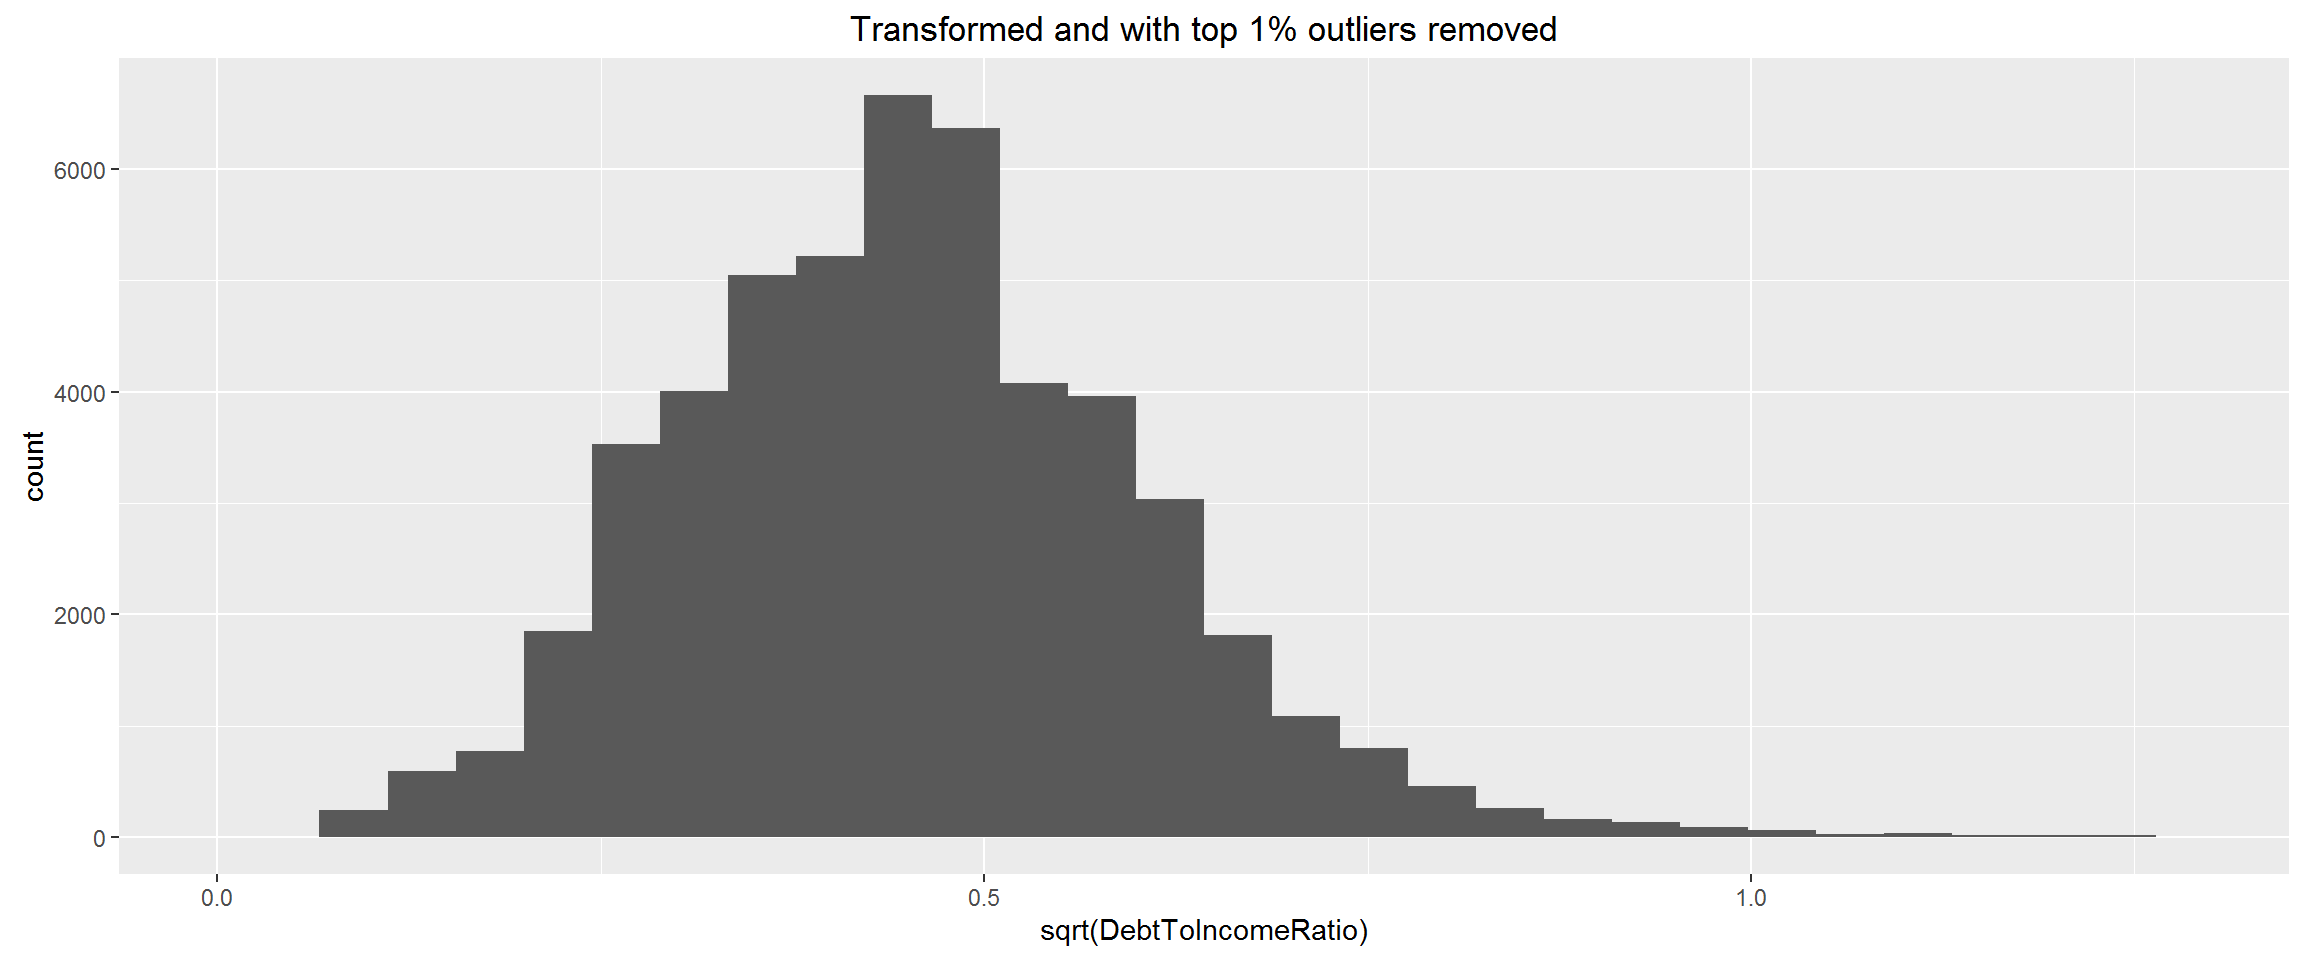 Transformed and with top 1% outliers removed
6000
4000
2000
0
count
0.0
0.5
1.0
sqrt(DebtToIncomeRatio)